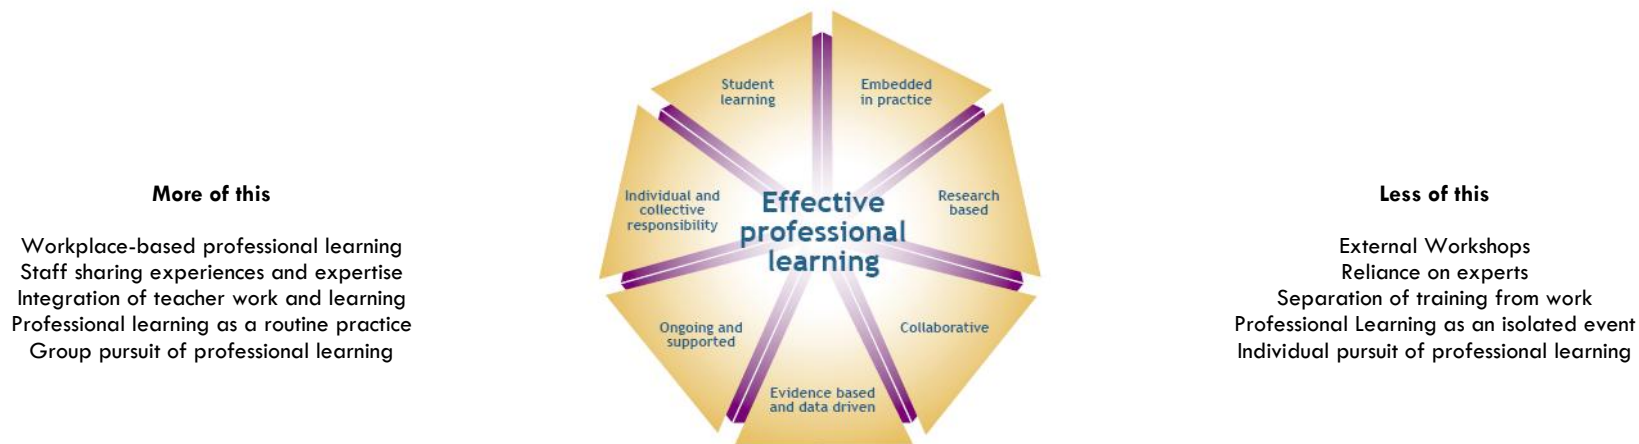 More of this
Workplace-based professional learning
Staff sharing experiences and expertise
Integration of teacher work and learning
Professional learning as a routine practice
Group pursuit of professional learning
Student
learning
Embedded
in practice
Individual and
collective
responsibility
Effective
professional
learning
Research
based
Ongoing and
supported
Collaborative
Evidence based
and data driven
Less of this
External Workshops
Reliance on experts
Separation of training from work
Professional Learning as an isolated event
Individual pursuit of professional learning